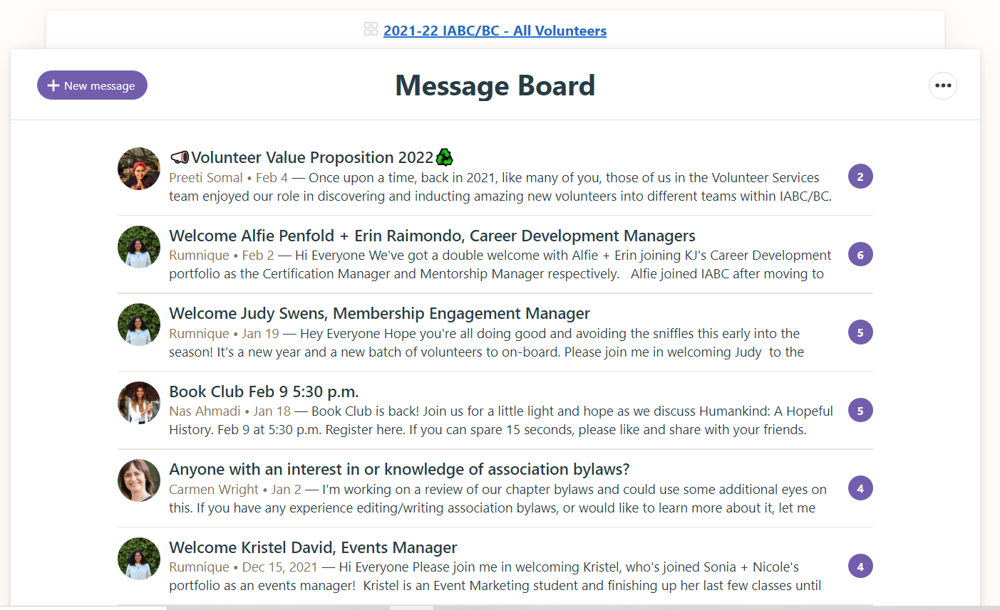 2021-22 IABC/BC - All Volunteers
New message
Message Board
Volunteer Value Proposition 2022
Preeti Somal • Feb 4 — Once upon a time, back in 2021, like many of you, those of us in the Volunteer Services
team enjoyed our role in discovering and inducting amazing new volunteers into different teams within IABC/BC.
2
Welcome Alfie Penfold + Erin Raimondo, Career Development Managers
Rumnique • Feb 2 — Hi Everyone We've got a double welcome with Alfie + Erin joining KJ's Career Development
portfolio as the Certification Manager and Mentorship Manager respectively.   Alfie joined IABC after moving to
6
Welcome Judy Swens, Membership Engagement Manager
Rumnique • Jan 19 — Hey Everyone Hope you're all doing good and avoiding the sniffles this early into the
season! It's a new year and a new batch of volunteers to on-board. Please join me in welcoming Judy  to the
5
Book Club Feb 9 5:30 p.m.
Nas Ahmadi • Jan 18 — Book Club is back! Join us for a little light and hope as we discuss Humankind: A Hopeful
History. Feb 9 at 5:30 p.m. Register here. If you can spare 15 seconds, please like and share with your friends.
5
Anyone with an interest in or knowledge of association bylaws?
Carmen Wright • Jan 2 — I'm working on a review of our chapter bylaws and could use some additional eyes on
this. If you have any experience editing/writing association bylaws, or would like to learn more about it, let me
4
Welcome Kristel David, Events Manager
Rumnique • Dec 15, 2021 — Hi Everyone Please join me in welcoming Kristel, who's joined Sonia + Nicole's
portfolio as an events manager!  Kristel is an Event Marketing student and finishing up her last few classes until
4